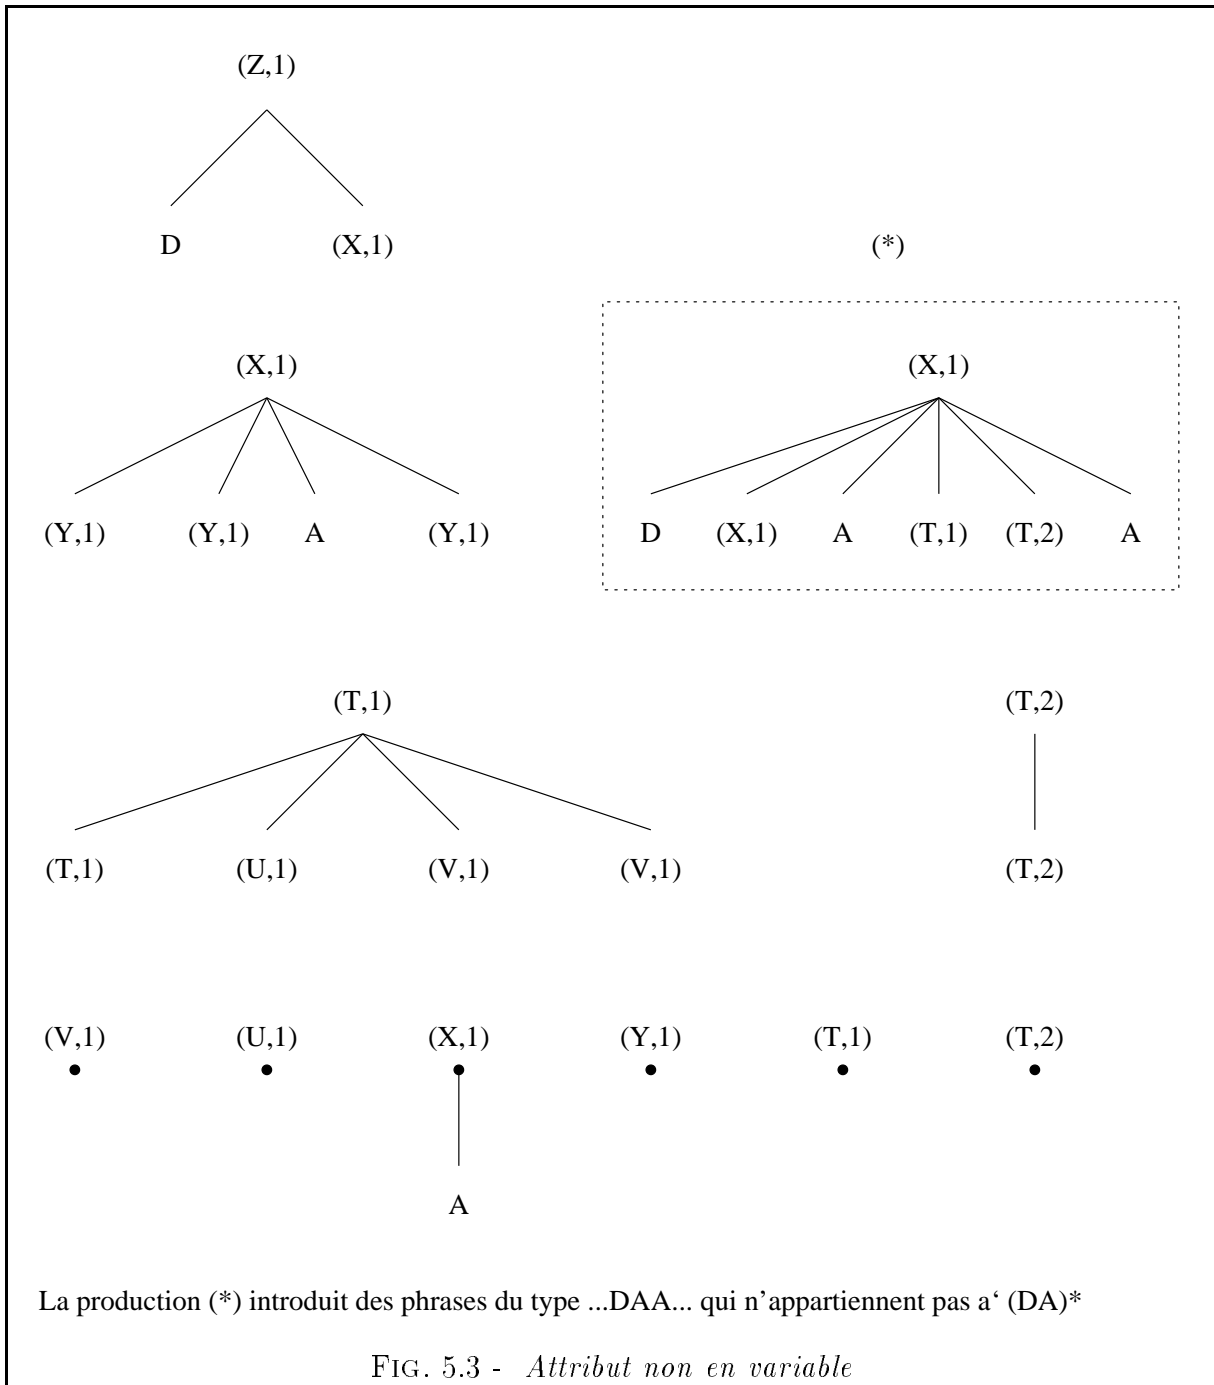 (Z,1)
D (X,1) (*)
(X,1) (X,1)
(Y,1) (Y,1) A (Y,1) D (X,1) A (T,1) (T,2) A
(T,1) (T,2)
(T,1) (U,1) (V,1) (V,1) (T,2)
(V,1) (U,1) (X,1) (Y,1) (T,1) (T,2)
A
La production (*) introduit des phrases du type ...DAA... qui n'appartiennent pas a‘ (DA)*
FIG. 5.3 - Attribut non en variable